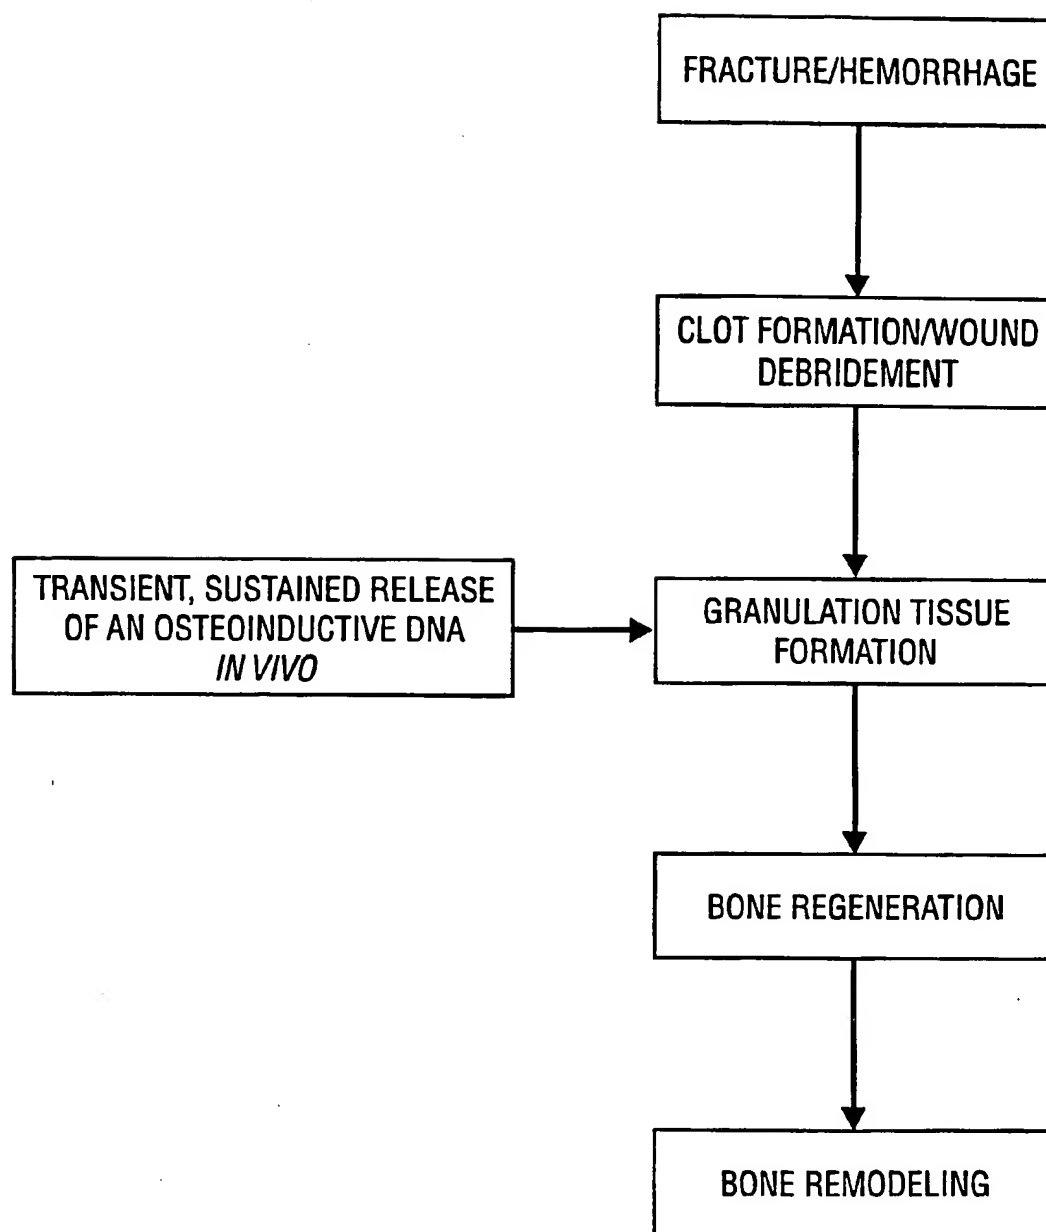 FRACTURE/HEMORRHAGE
CLOT FORMATION/WOUND
DEBRIDEMENT
TRANSIENT, SUSTAINED RELEASE
OF AN OSTEOINDUCTIVE DNA
IN VIVO
GRANULATION TISSUE
FORMATION
BONE REGENERATION
BONE REMODELING